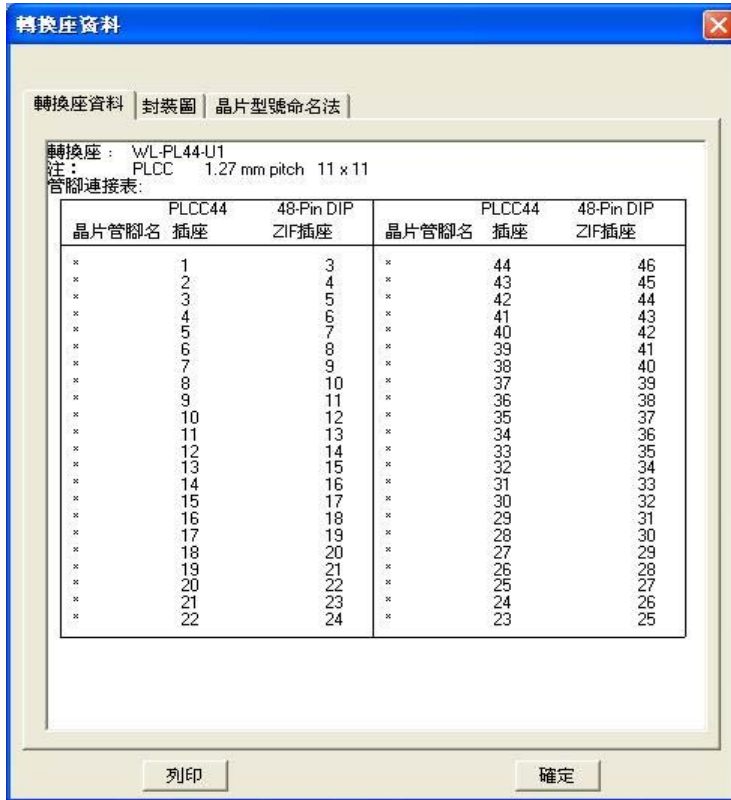 轉換座資料
轉換座資料 封裝圖 晶片型號命名法
轉換座： WL-PL44-U1
注： PLCC 1.27 mm pitch 11 x 11
管腳連接表:
PLCC44 48-Pin DIP PLCC44 48-Pin DIP
晶片管腳名 插座 ZIF插座 晶片管腳名 插座 ZIF插座
* 1 3 * 44 46
* 2 4 * 43 45
* 3 5 * 42 44
* 4 6 * 41 43
* 5 7 * 40 42
* 6 8 * 39 41
* 7 9 * 38 40
* 8 10 * 37 39
* 9 11 * 36 38
* 10 12 * 35 37
* 11 13 * 34 36
* 12 14 * 33 35
* 13 15 * 32 34
* 14 16 * 31 33
* 15 17 * 30 32
* 16 18 * 29 31
* 17 19 * 28 30
* 18 20 * 27 29
* 19 21 * 26 28
* 20 22 * 25 27
* 21 23 * 24 26
* 22 24 * 23 25
列印 確定